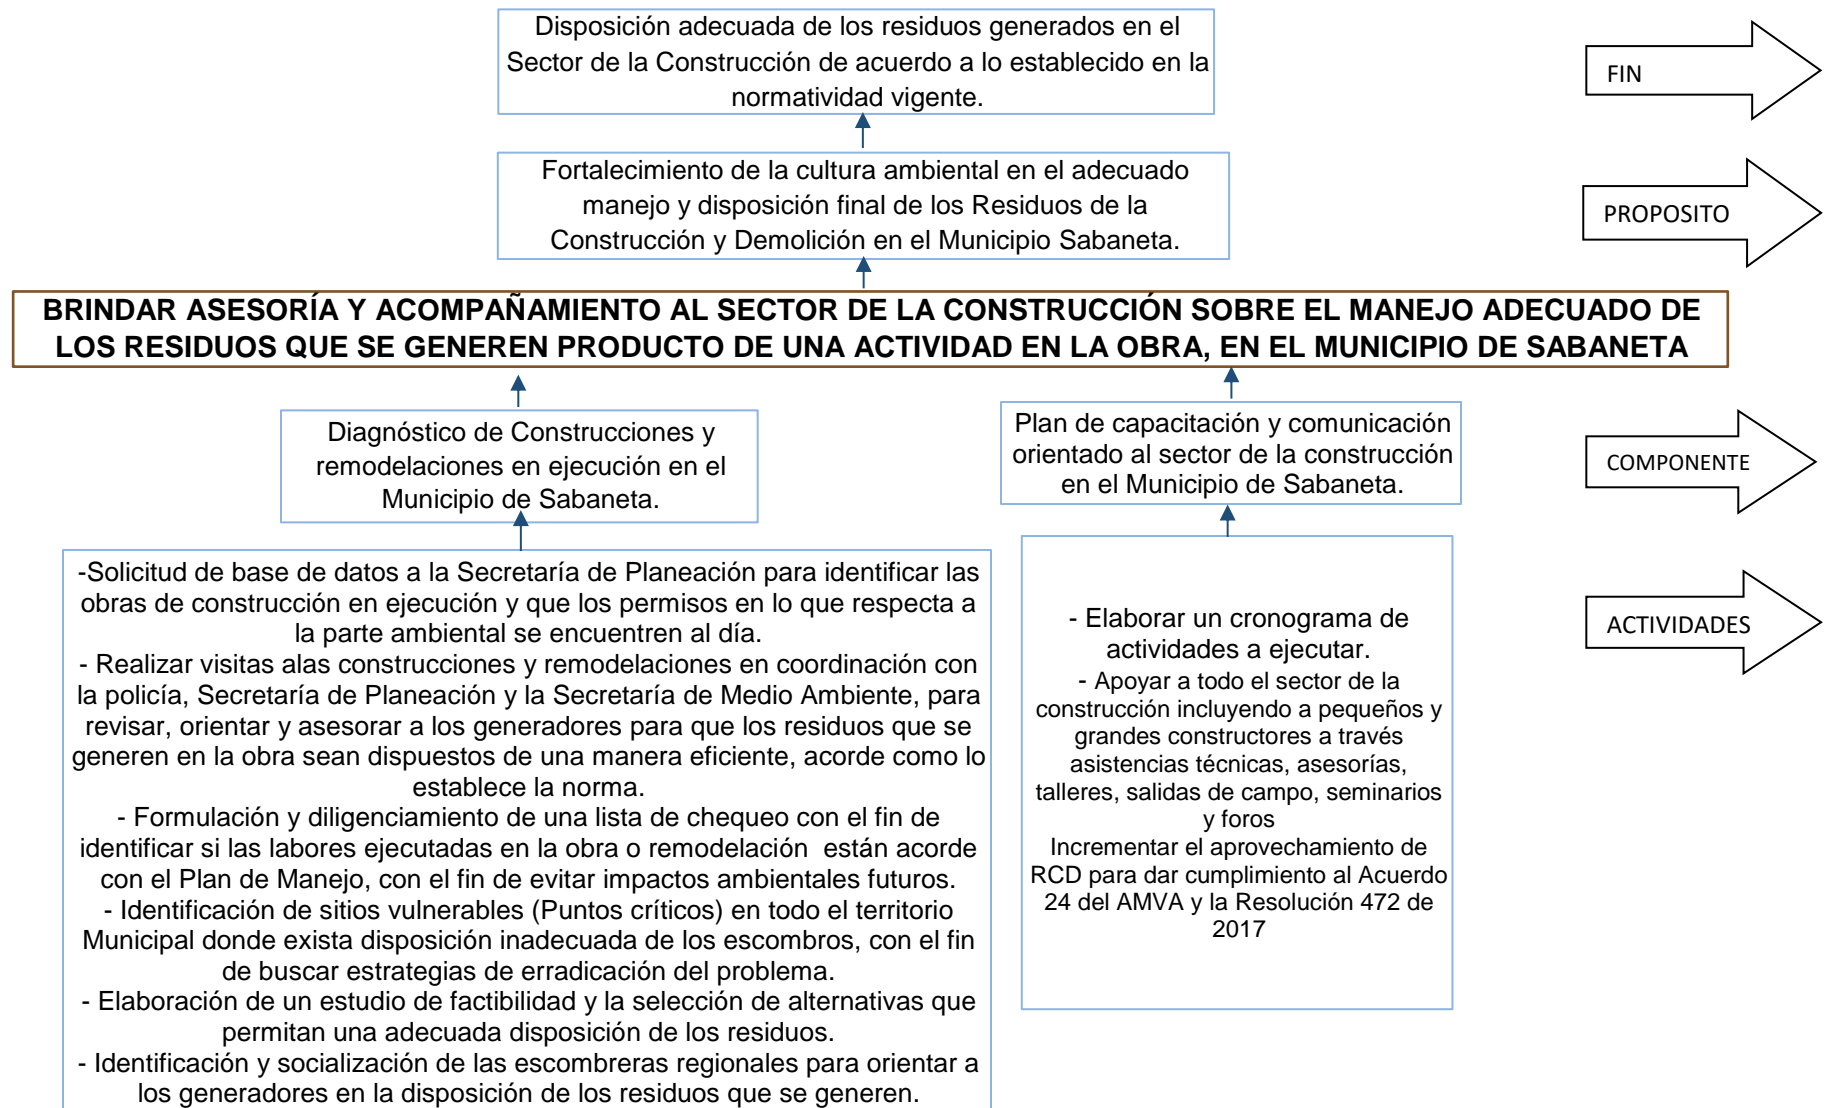 Disposición adecuada de los residuos generados en el
Sector de la Construcción de acuerdo a lo establecido en la
normatividad vigente.
FIN
Fortalecimiento de la cultura ambiental en el adecuado
manejo y disposición final de los Residuos de la
Construcción y Demolición en el Municipio Sabaneta.
PROPOSITO
BRINDAR ASESORÍA Y ACOMPAÑAMIENTO AL SECTOR DE LA CONSTRUCCIÓN SOBRE EL MANEJO ADECUADO DE
LOS RESIDUOS QUE SE GENEREN PRODUCTO DE UNA ACTIVIDAD EN LA OBRA, EN EL MUNICIPIO DE SABANETA
Diagnóstico de Construcciones y
remodelaciones en ejecución en el
Municipio de Sabaneta.
Plan de capacitación y comunicación
orientado al sector de la construcción
en el Municipio de Sabaneta.
COMPONENTE
-Solicitud de base de datos a la Secretaría de Planeación para identificar las
obras de construcción en ejecución y que los permisos en lo que respecta a
la parte ambiental se encuentren al día.
- Realizar visitas alas construcciones y remodelaciones en coordinación con
la policía, Secretaría de Planeación y la Secretaría de Medio Ambiente, para
revisar, orientar y asesorar a los generadores para que los residuos que se
generen en la obra sean dispuestos de una manera eficiente, acorde como lo
establece la norma.
- Formulación y diligenciamiento de una lista de chequeo con el fin de
identificar si las labores ejecutadas en la obra o remodelación  están acorde
con el Plan de Manejo, con el fin de evitar impactos ambientales futuros.
- Identificación de sitios vulnerables (Puntos críticos) en todo el territorio
Municipal donde exista disposición inadecuada de los escombros, con el fin
de buscar estrategias de erradicación del problema.
- Elaboración de un estudio de factibilidad y la selección de alternativas que
permitan una adecuada disposición de los residuos.
- Identificación y socialización de las escombreras regionales para orientar a
los generadores en la disposición de los residuos que se generen.
- Elaborar un cronograma de
actividades a ejecutar.
- Apoyar a todo el sector de la
construcción incluyendo a pequeños y
grandes constructores a través
asistencias técnicas, asesorías,
talleres, salidas de campo, seminarios
y foros
Incrementar el aprovechamiento de
RCD para dar cumplimiento al Acuerdo
24 del AMVA y la Resolución 472 de
2017
ACTIVIDADES